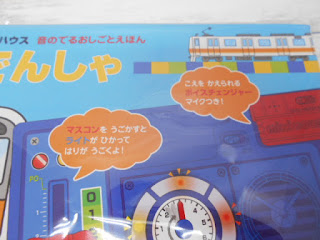 ハウス 音のでるおしごとえほん
でんしゃ
こえを かえられる
ボイスチェンジャー
マイクつき!
マスコンを うごかすと
ライトが ひかって
はりが うごくよ!
0
1